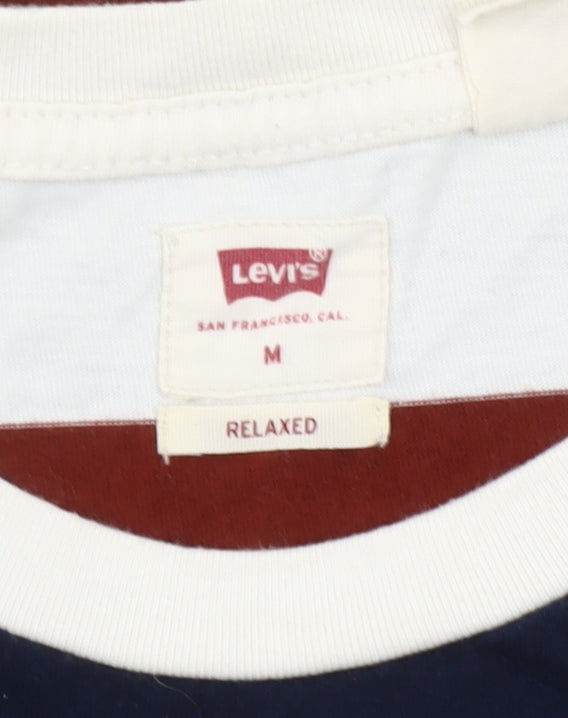 Levi's®
SAN FRANCISCO, CAL.
M
RELAXED